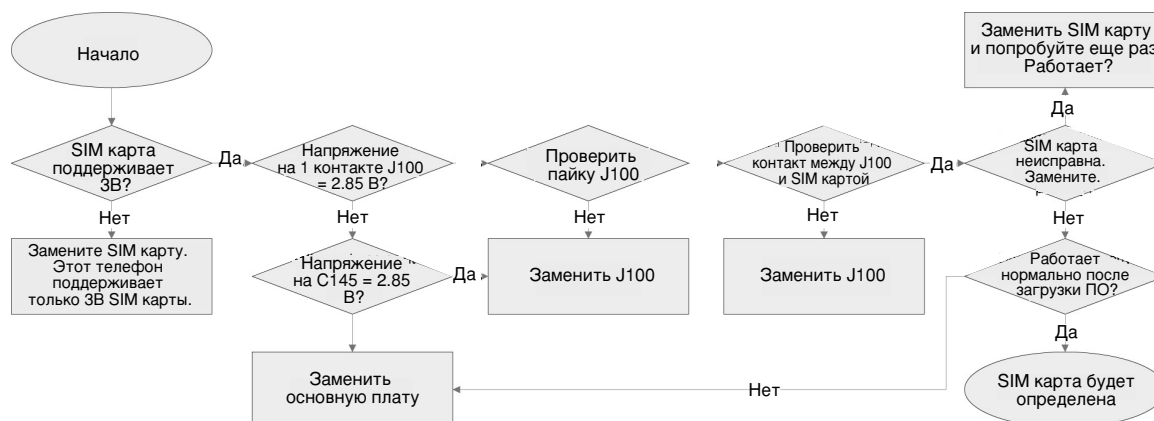 Начало
SIM карта
поддерживает
3В?
Да
Нет
Замените SIM карту.
Этот телефон
поддерживает
только 3В SIM карты.
Напряжение
на 1 контакте J100
= 2.85 В?
Нет
Напряжение
на C145 = 2.85
В?
Да
Заменить
основную плату
Проверить
пайку J100
Нет
Заменить J100
Проверить
контакт между J100
и SIM картой
Да
Нет
Заменить J100
SIM карта
неисправна.
Замените.
Да
Заменить SIM карту
и попробуйте еще раз
Работает?
Нет
Работает
нормально после
загрузки ПО?
Нет
Да
SIM карта будет
определена